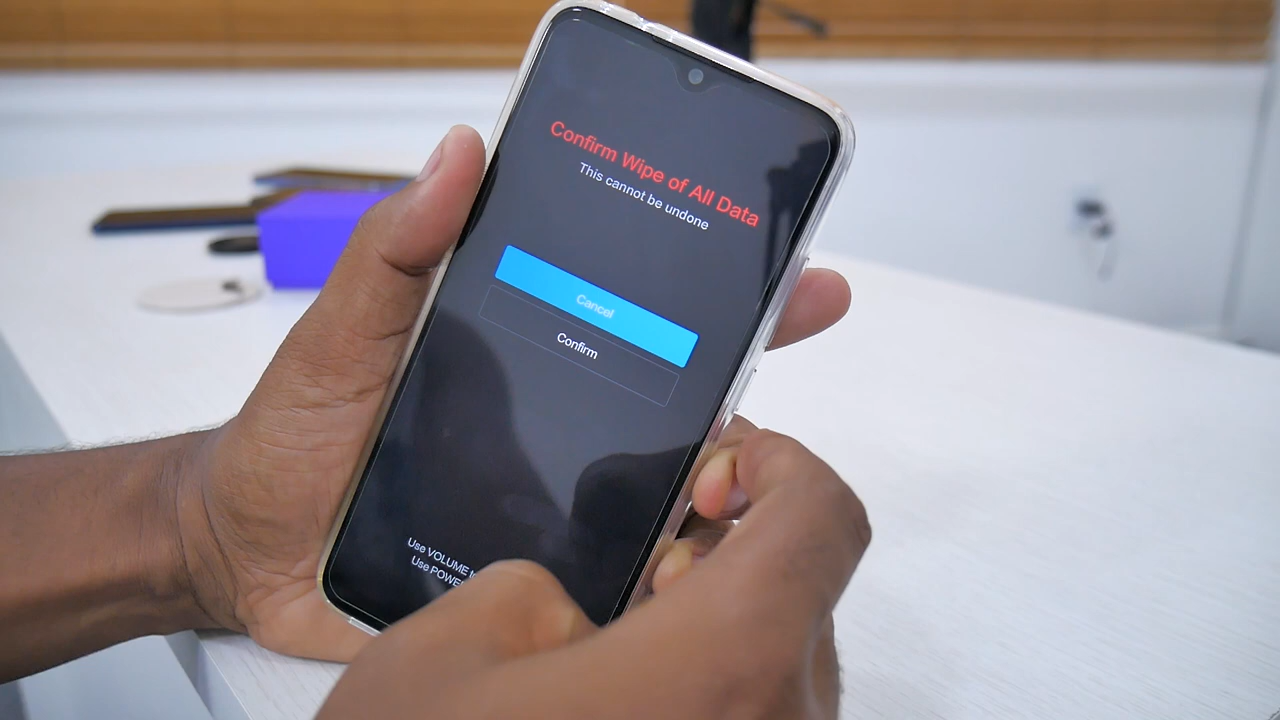 Confirm Wipe of All Data
This cannot be undone
Cancel
Confirm
Use VOLUME
Use POWER